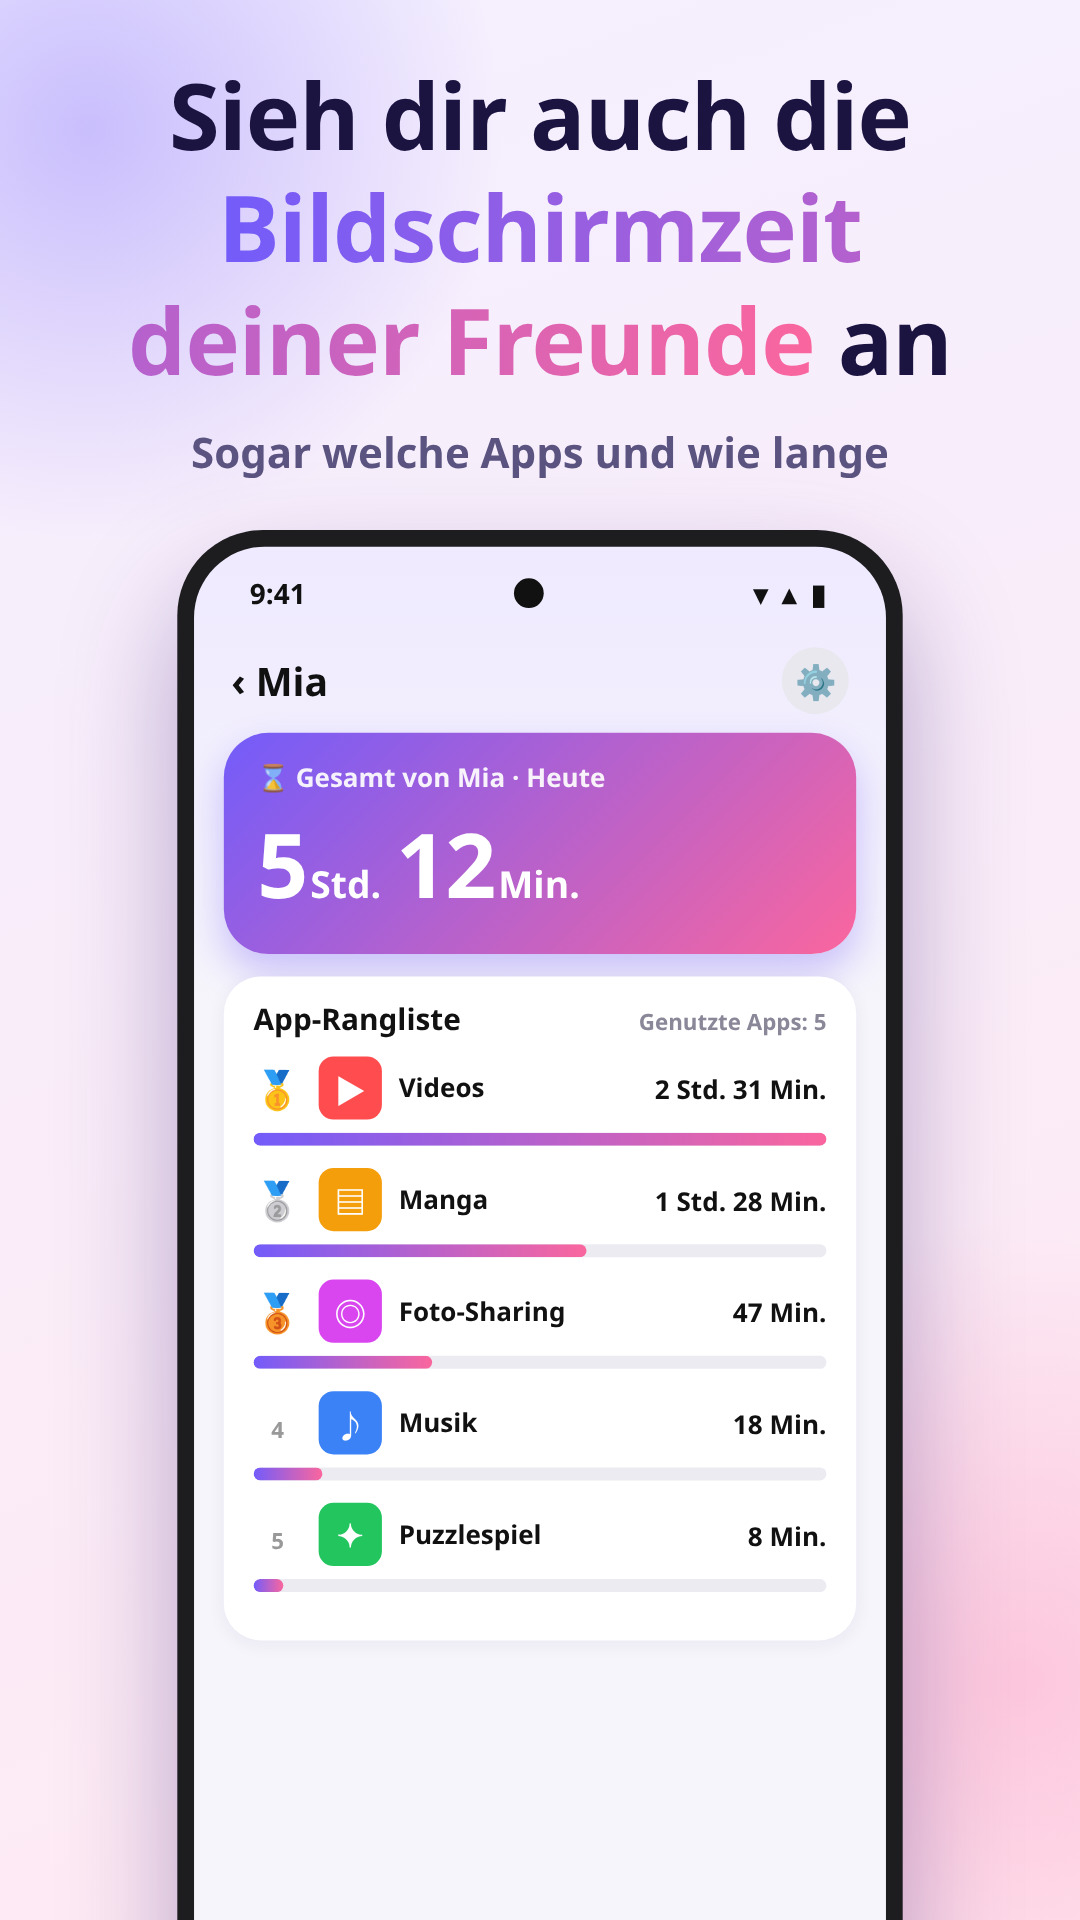 Sieh dir auch die
Bildschirmzeit
deiner Freunde an
Sogar welche Apps und wie lange
9:41
‹ Mia
⌛ Gesamt von Mia · Heute
5 Std. 12 Min.
App-Rangliste
Genutzte Apps: 5
🥇 Videos 2 Std. 31 Min.
🥈 Manga 1 Std. 28 Min.
🥉 Foto-Sharing 47 Min.
4 Musik 18 Min.
5 Puzzlespiel 8 Min.